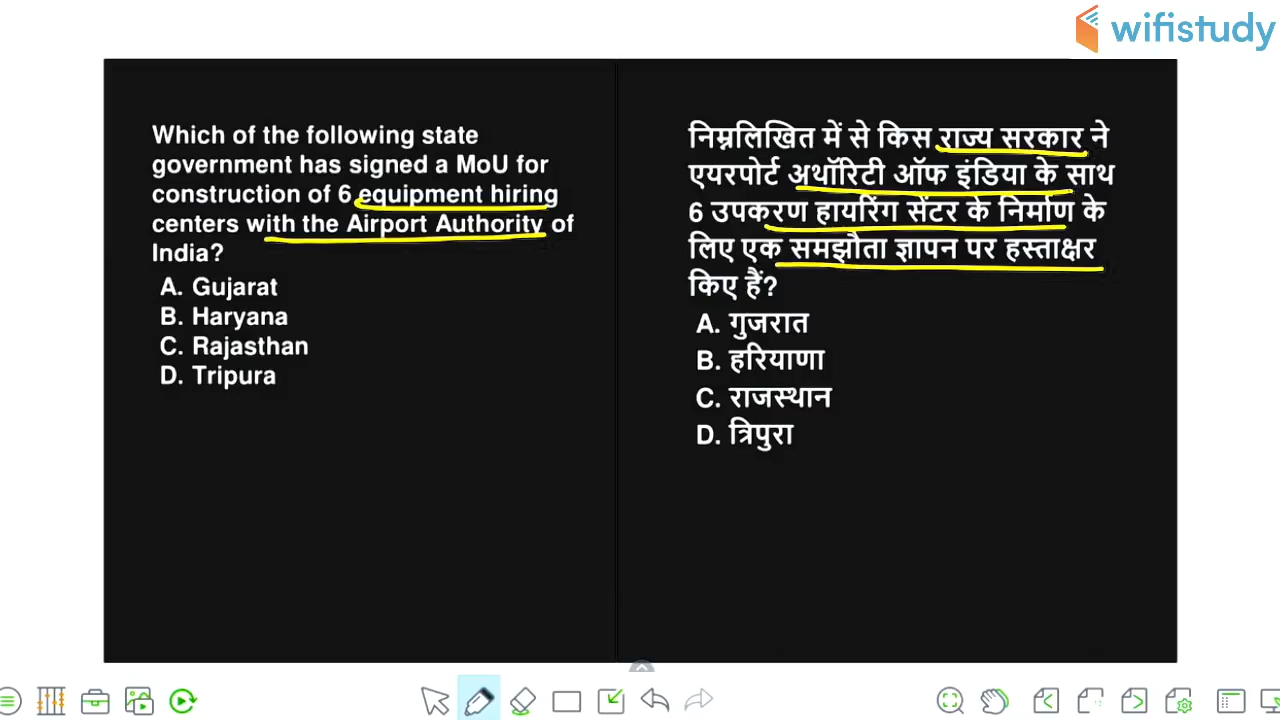 wifistudy
Which of the following state
government has signed a MoU for
construction of 6 equipment hiring
centers with the Airport Authority of
India?
A. Gujarat
B. Haryana
C. Rajasthan
D. Tripura
निम्नलिखित में से किस राज्य सरकार ने
एयरपोर्ट अथॉरिटी ऑफ इंडिया के साथ
6 उपकरण हायरिंग सेंटर के निर्माण के
लिए एक समझौता ज्ञापन पर हस्ताक्षर
किए हैं?
A. गुजरात
B. हरियाणा
C. राजस्थान
D. त्रिपुरा